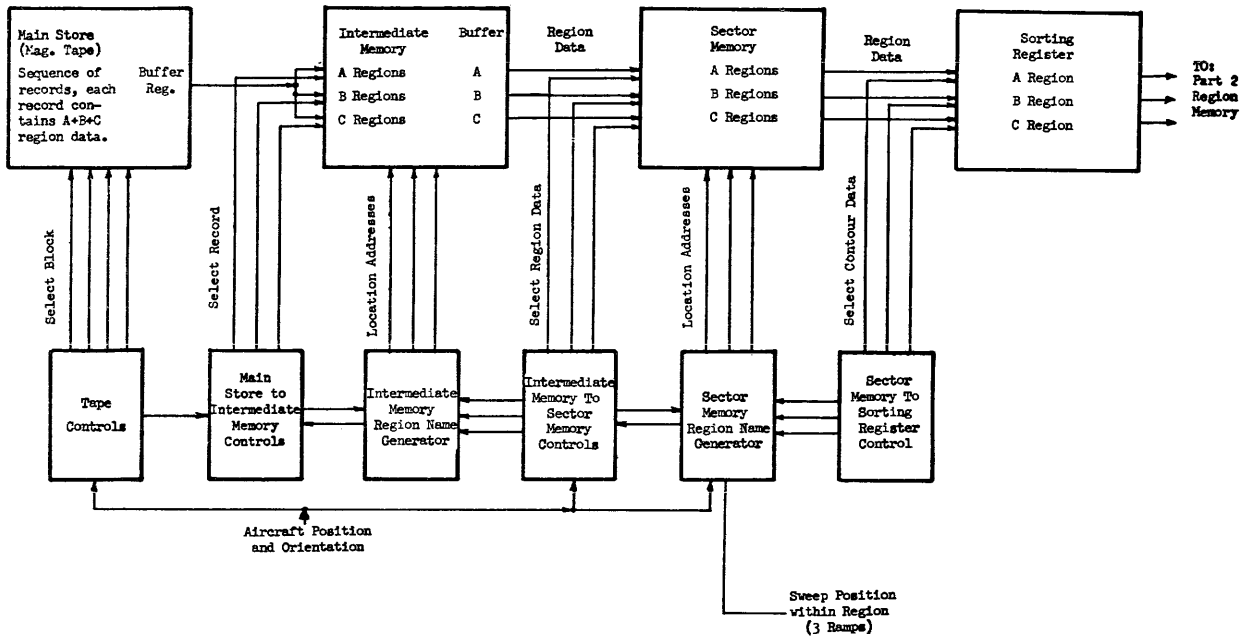 Main Store
(Mag. Tape)
Sequence of
records, each
record con-
tains A+B+C
region data.
Buffer
Reg.
Intermediate
Memory
A Regions
B Regions
C Regions
Buffer
A
B
C
Region
Data
Sector
Memory
A Regions
B Regions
C Regions
Region
Data
Sorting
Register
A Region
B Region
C Region
TO:
Part 2
Region
Memory
Select Block
Select Record
Location Addresses
Select Region Data
Location Addresses
Select Contour Data
Tape
Controls
Main
Store to
Intermediate
Memory
Controls
Intermediate
Memory
Region Name
Generator
Intermediate
Memory To
Sector
Memory
Controls
Sector
Memory
Region Name
Generator
Sector
Memory To
Sorting
Register
Control
Aircraft Position
and Orientation
Sweep Position
within Region
(3 Ramps)